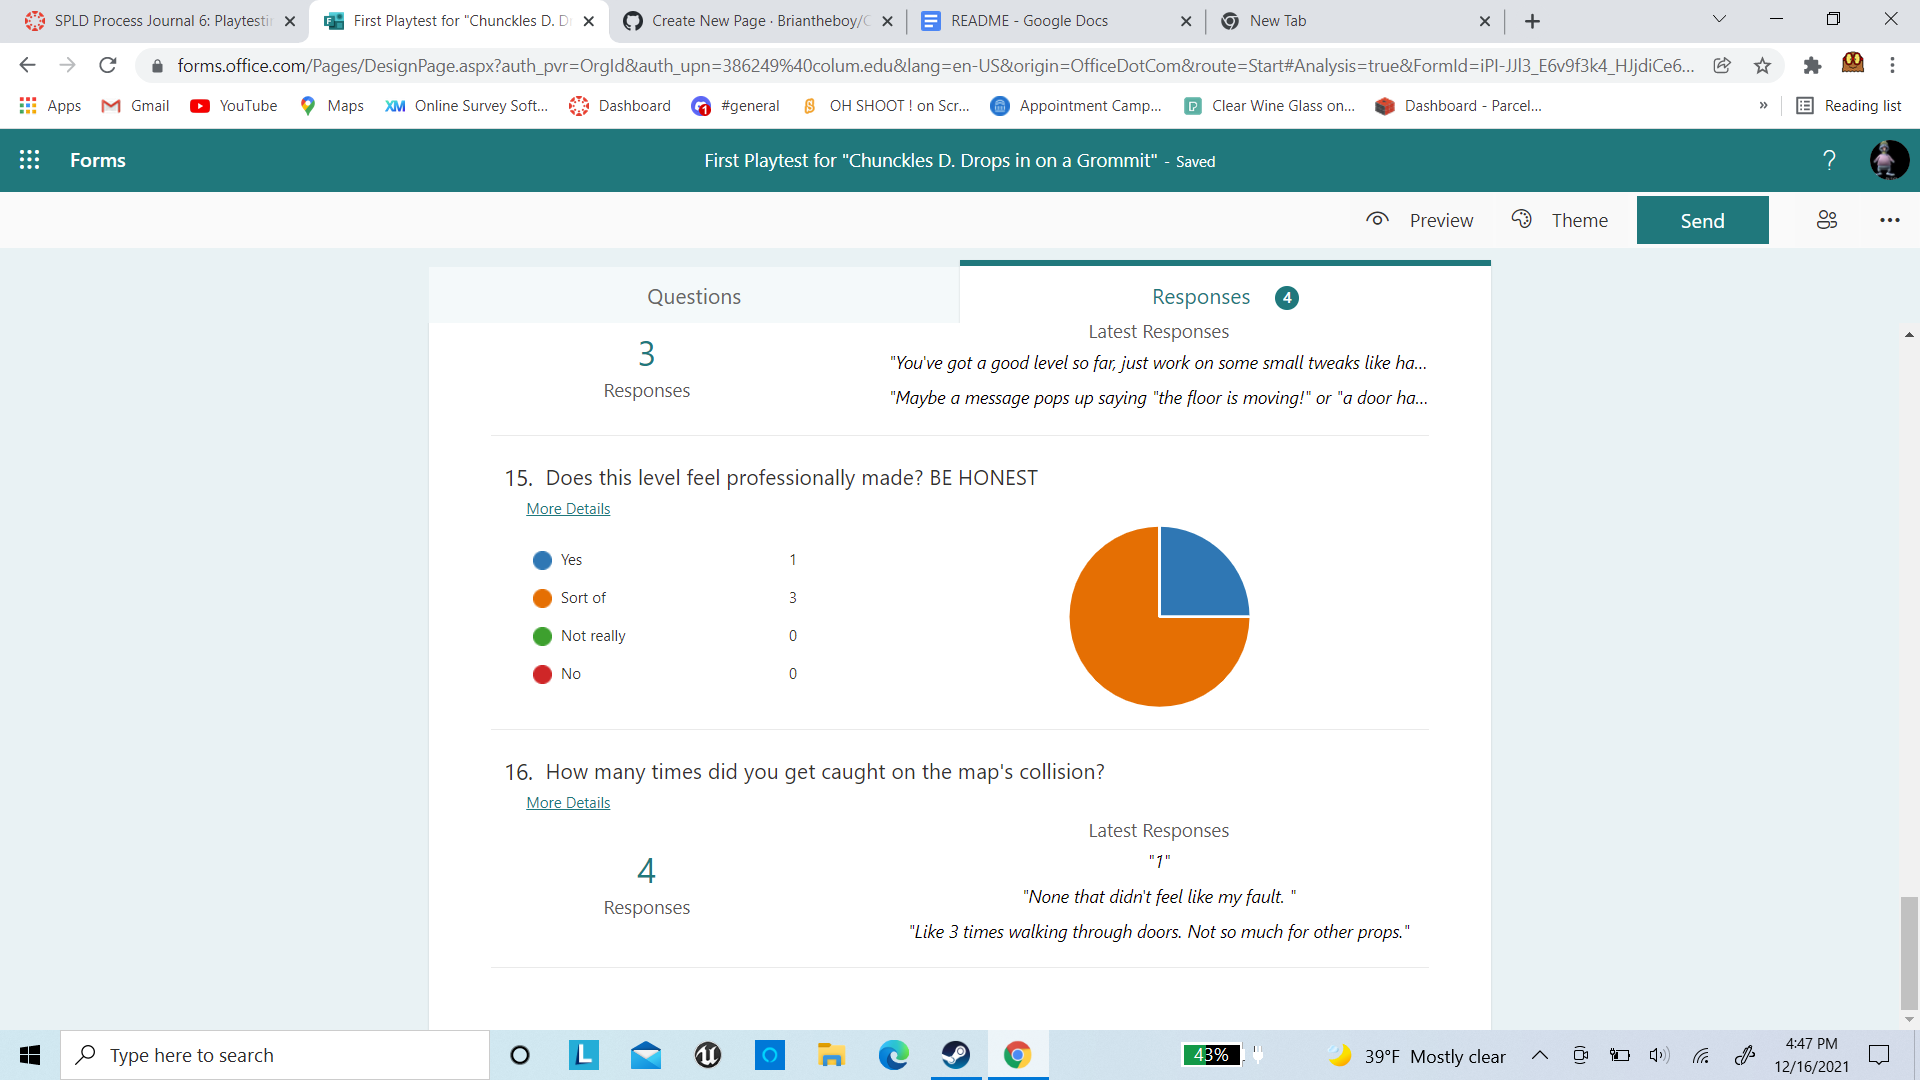 SPLD Process Journal 6: Playtestin
First Playtest for "Chunckles D. D
Create New Page · Briantheboy/C
README - Google Docs
New Tab
forms.office.com/Pages/DesignPage.aspx?auth_pvr=OrgId&auth_upn=386249%40colum.edu&lang=en-US&origin=OfficeDotCom&route=Start#Analysis=true&FormId=iPI-JJl3_E6v9f3k4_HJjdiCe6...
Apps
Gmail
YouTube
Maps
XM Online Survey Soft...
Dashboard
#general
OH SHOOT ! on Scr...
Appointment Camp...
Clear Wine Glass on...
Dashboard - Parcel...
»
Reading list
Forms
First Playtest for "Chunckles D. Drops in on a Grommit" - Saved
?
Preview
Theme
Send
Questions
Responses 4
3
Responses
Latest Responses
"You've got a good level so far, just work on some small tweaks like ha...
"Maybe a message pops up saying "the floor is moving!" or "a door ha...
15. Does this level feel professionally made? BE HONEST
More Details
Yes 1
Sort of 3
Not really 0
No 0
16. How many times did you get caught on the map's collision?
More Details
4
Responses
Latest Responses
"1"
"None that didn't feel like my fault. "
"Like 3 times walking through doors. Not so much for other props."
Type here to search
L
43%
39°F Mostly clear
4:47 PM
12/16/2021